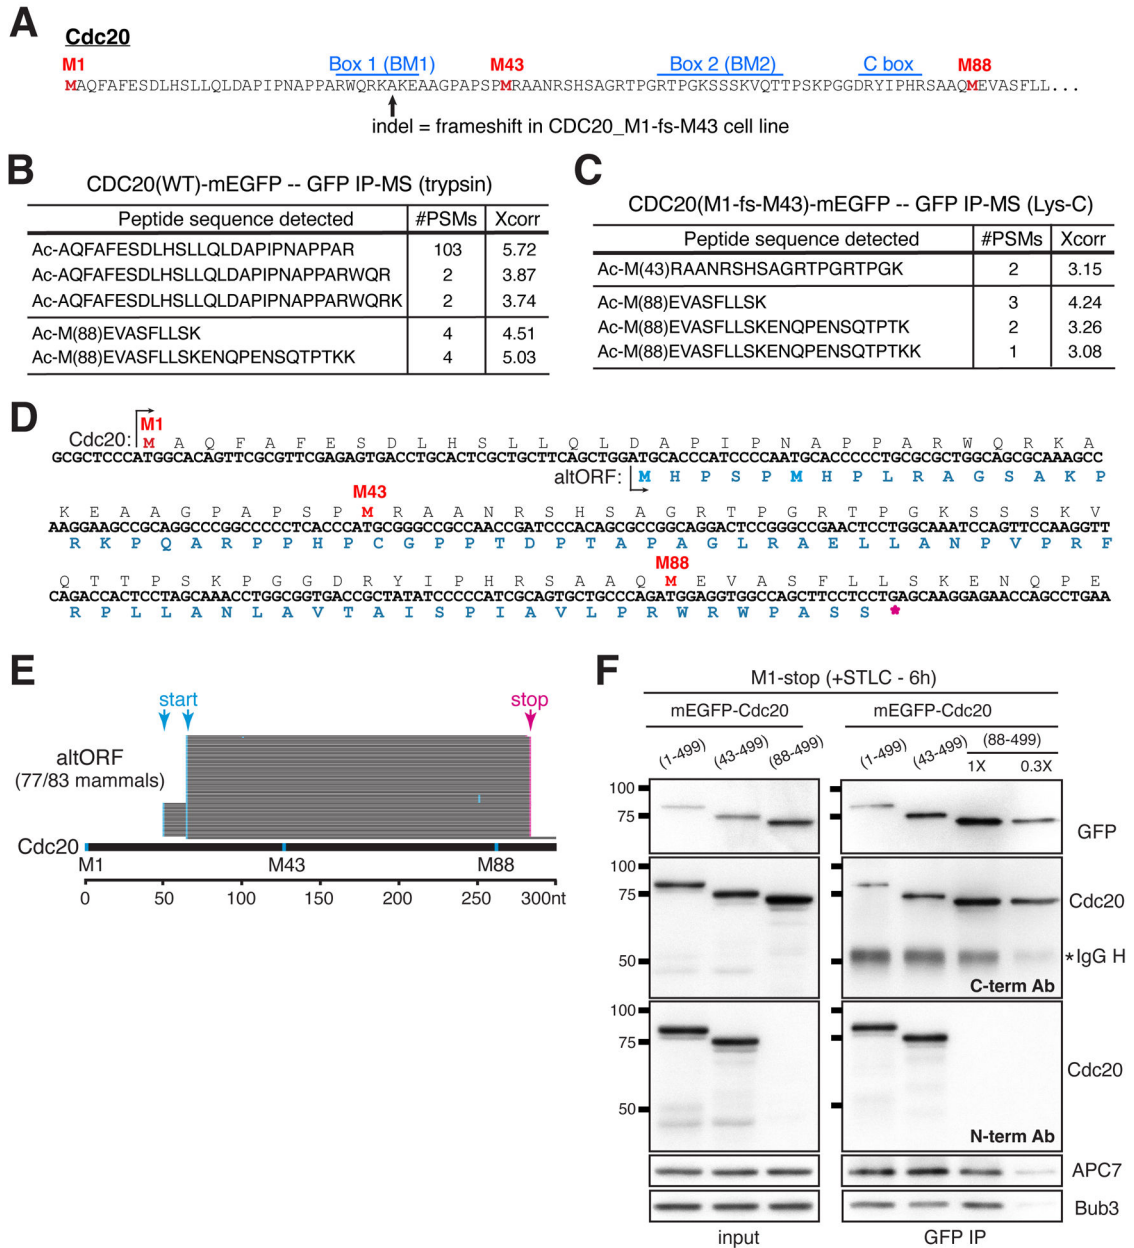 A
Cdc20
M1 Box 1 (BM1) M43 Box 2 (BM2) C box M88
MAQFAFESDLHSLLQLDAPIPNAPPARWQRKAKEAAGPAPSPMRAANRSHSAGRTPGRTPGKSSSKVQTTPSKPGGDRYIPHRSAAQMEVASFLL...
indel = frameshift in CDC20_M1-fs-M43 cell line
B
CDC20(WT)-mEGFP -- GFP IP-MS (trypsin)
Peptide sequence detected #PSMs Xcorr
Ac-AQFAFESDLHSLLQLDAPIPNAPPAR 103 5.72
Ac-AQFAFESDLHSLLQLDAPIPNAPPARWQR 2 3.87
Ac-AQFAFESDLHSLLQLDAPIPNAPPARWQRK 2 3.74
Ac-M(88)EVASFLLSK 4 4.51
Ac-M(88)EVASFLLSKENQPENSQTPTKK 4 5.03
C
CDC20(M1-fs-M43)-mEGFP -- GFP IP-MS (Lys-C)
Peptide sequence detected #PSMs Xcorr
Ac-M(43)RAANRSHSAGRTPGRTPGK 2 3.15
Ac-M(88)EVASFLLSK 3 4.24
Ac-M(88)EVASFLLSKENQPENSQTPTK 2 3.26
Ac-M(88)EVASFLLSKENQPENSQTPTKK 1 3.08
D
M1
Cdc20: M A Q F A F E S D L H S L L Q L D A P I P N A P P A R W Q R K A
GCGCTCCCATGGCACAGTTCGCGTTCGAGAGTGACCTGCACTCGCTGCTTCAGCTGGATGCACCCATCCCCAATGCACCCCCTGCGCGCTGGCAGCGCAAAGCC
altORF: M H P S P M H P L R A G S A K P
M43
K E A A G P A P S P M R A A N R S H S A G R T P G R T P G K S S S K V
AAGGAAGCCGCAGGCCCGGCCCCCTCACCCATGCGGGCCGCCAACCGATCCCACAGCGCCGGCAGGACTCCGGGCCGAACTCCTGGCAAATCCAGTTCCAAGGTT
R K P Q A R P P H P C G P P T D P T A P A G L R A E L L A N P V P R F
M88
Q T T P S K P G G D R Y I P H R S A A Q M E V A S F L L S K E N Q P E
CAGACCACTCCTAGCAAACCTGGCGGTGACCGCTATATCCCCCATCGCAGTGCTGCCCAGATGGAGGTGGCCAGCTTCCTCCTGAGCAAGGAGAACCAGCCTGAA
R P L L A N L A V T A I S P I A V L P R W R W P A S S *
E
start stop
altORF
(77/83 mammals)
Cdc20
M1 M43 M88
0 50 100 150 200 250 300nt
F
M1-stop (+STLC - 6h)
mEGFP-Cdc20 mEGFP-Cdc20
(1-499) (43-499) (88-499) (1-499) (43-499) (88-499)
1X 0.3X
100
75
GFP
100
75
Cdc20
50
*IgG H
C-term Ab
100
75
Cdc20
50
N-term Ab
APC7
Bub3
input GFP IP